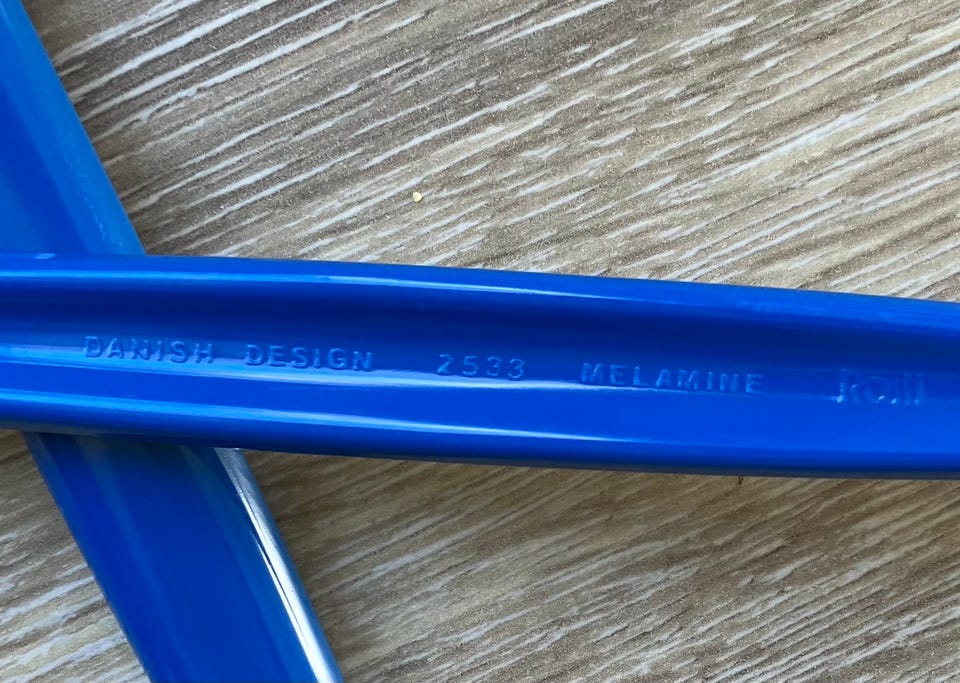 DANISH DESIGN 2533 MELAMINE